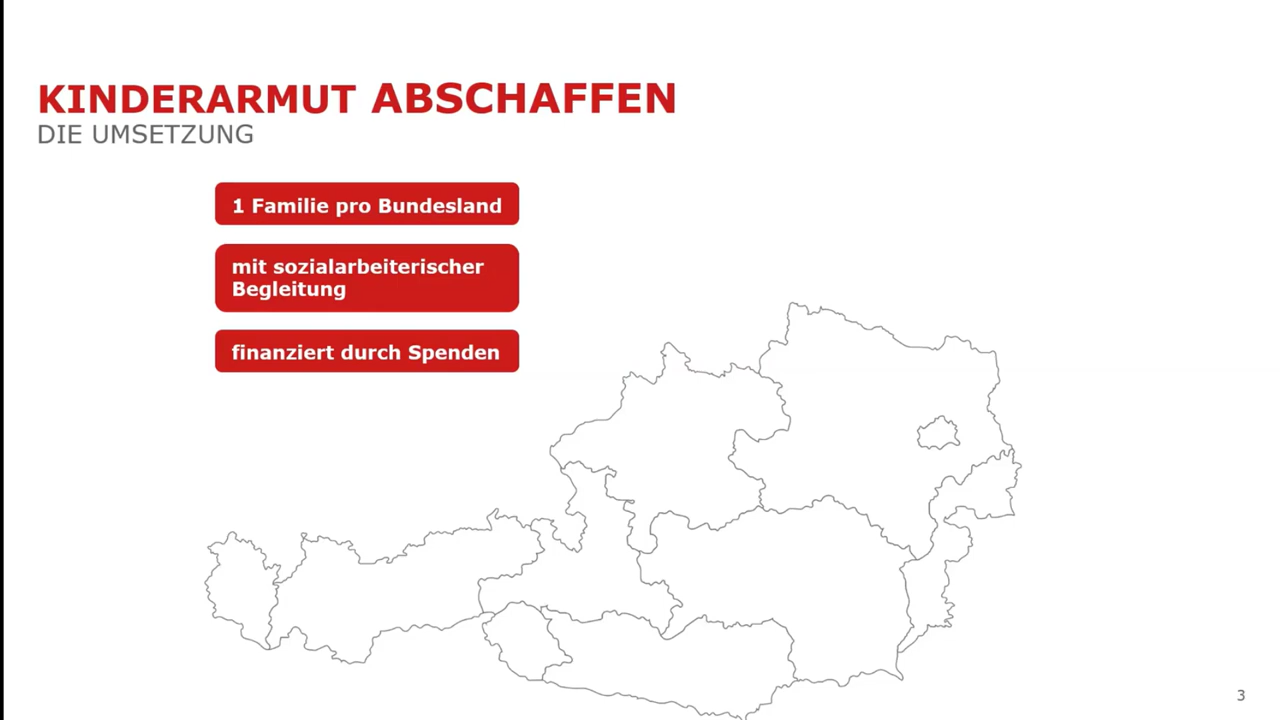 KINDERARMUT ABSCHAFFEN
DIE UMSETZUNG
1 Familie pro Bundesland
mit sozialarbeiterischer
Begleitung
finanziert durch Spenden
3